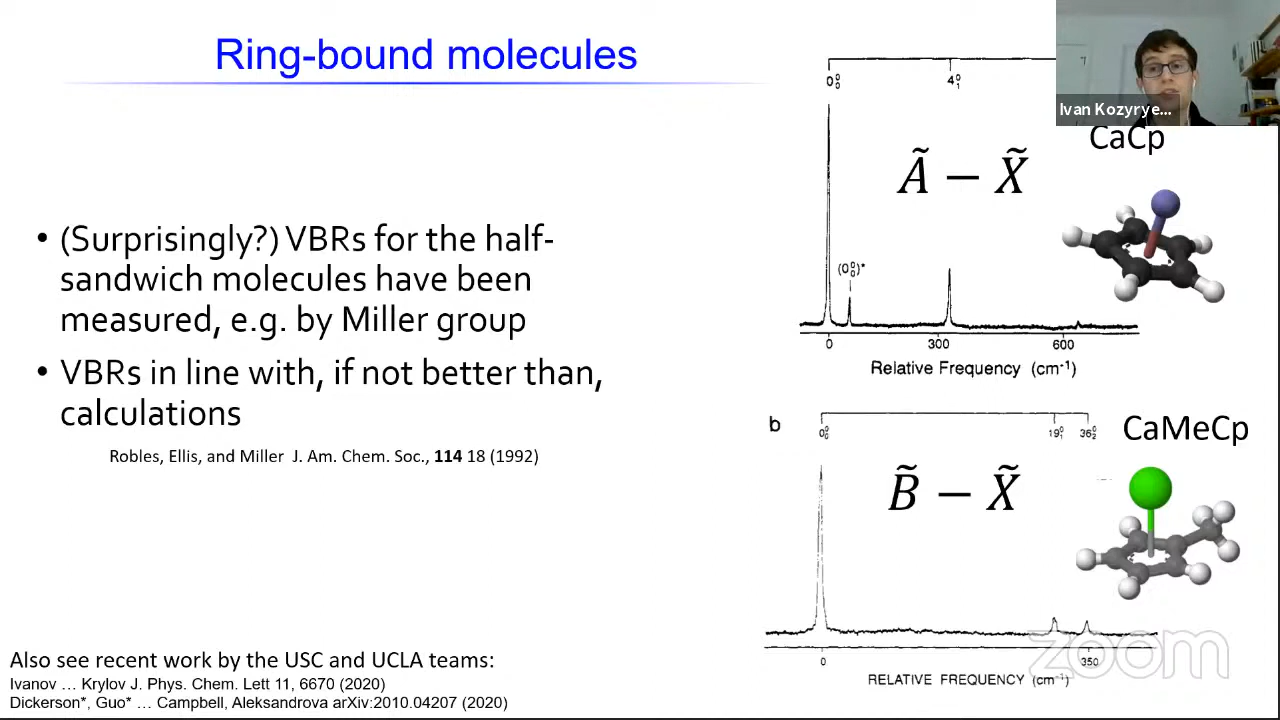 Ring-bound molecules
• (Surprisingly?) VBRs for the half-
sandwich molecules have been
measured, e.g. by Miller group
• VBRs in line with, if not better than,
calculations
Robles, Ellis, and Miller J. Am. Chem. Soc., 114 18 (1992)
Also see recent work by the USC and UCLA teams:
Ivanov … Krylov J. Phys. Chem. Lett 11, 6670 (2020)
Dickerson*, Guo* … Campbell, Aleksandrova arXiv:2010.04207 (2020)
0⁰₀ 4⁰₁
Ivan Kozyrye...
CaCp
Ã − X̃
(0⁰₀)*
0 300 600
Relative Frequency (cm⁻¹)
b
0⁰₀ 19⁰₁ 36⁰₂
CaMeCp
B̃ − X̃
zoom
0 350
RELATIVE FREQUENCY (cm⁻¹)